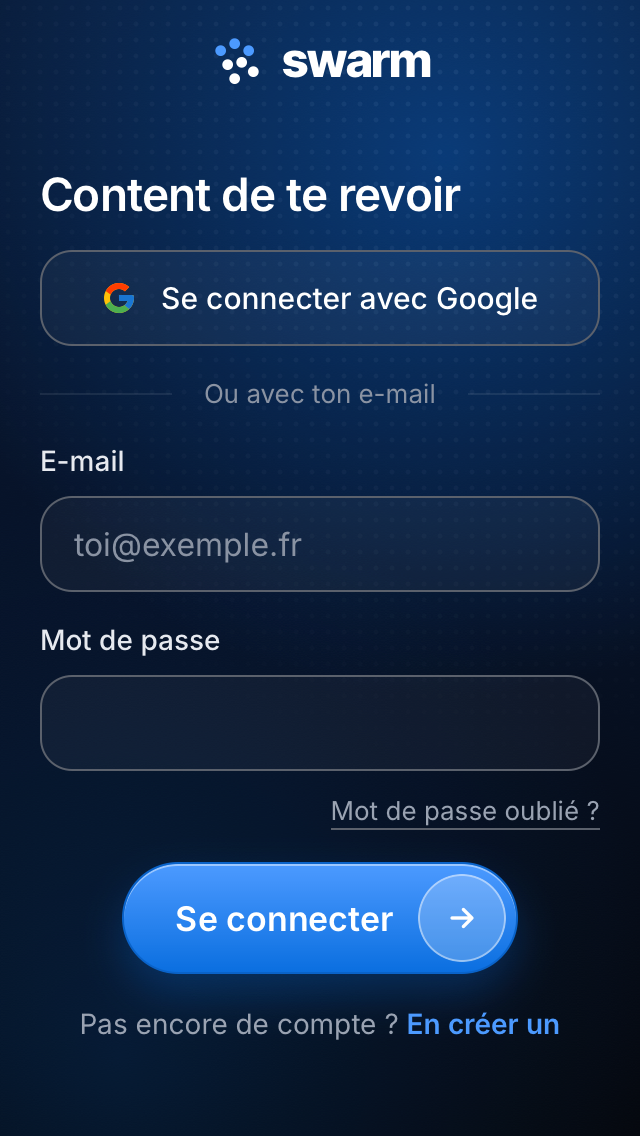 swarm
Content de te revoir
Se connecter avec Google
Ou avec ton e-mail
E-mail
toi@exemple.fr
Mot de passe
Mot de passe oublié ?
Se connecter
Pas encore de compte ? En créer un